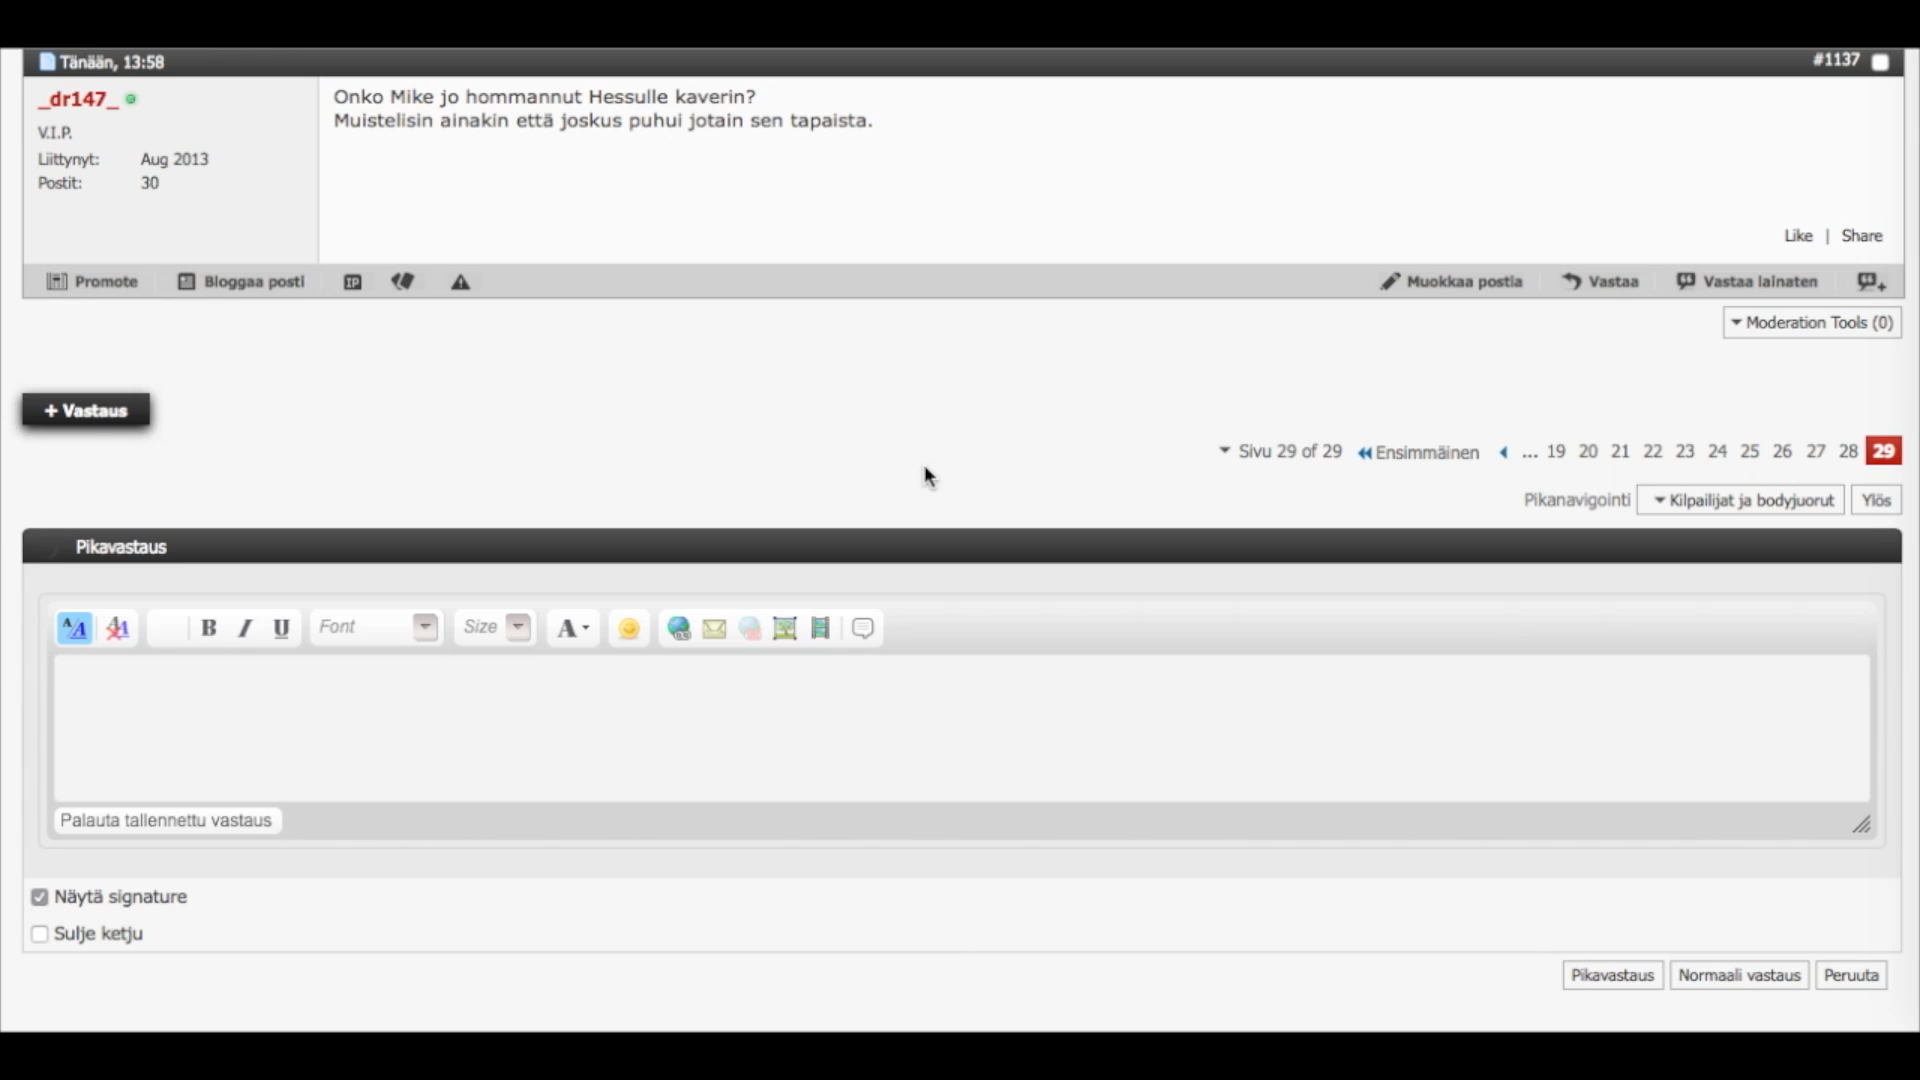 Tänään, 13:58
#1137
_dr147_
V.I.P.
Liittynyt: Aug 2013
Postit: 30
Onko Mike jo hommannut Hessulle kaverin?
Muistelisin ainakin että joskus puhui jotain sen tapaista.
Like | Share
Promote Bloggaa posti IP Muokkaa postia Vastaa Vastaa lainaten
Moderation Tools (0)
+ Vastaus
Sivu 29 of 29 Ensimmäinen ... 19 20 21 22 23 24 25 26 27 28 29
Pikanavigointi Kilpailijat ja bodyjuorut Ylös
Pikavastaus
B I U Font Size A
Palauta tallennettu vastaus
Näytä signature
Sulje ketju
Pikavastaus Normaali vastaus Peruuta